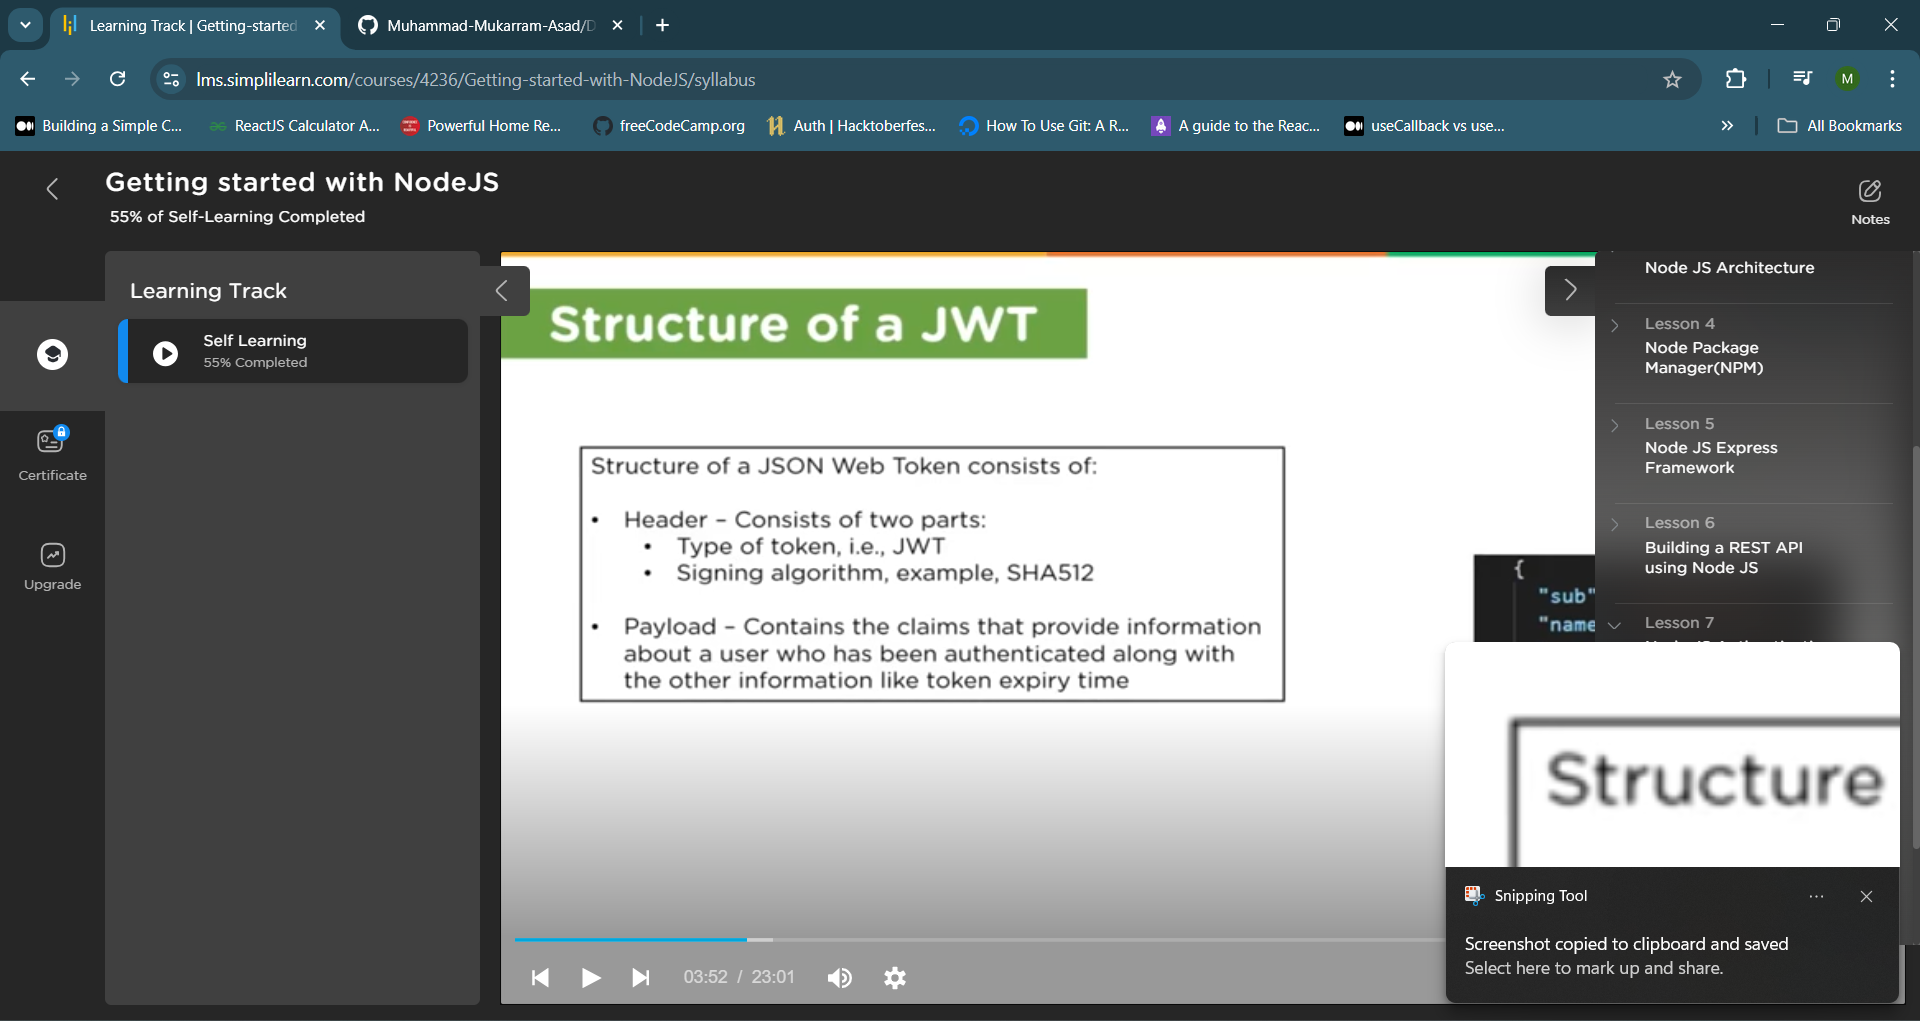 Learning Track | Getting-started
Muhammad-Mukarram-Asad/D
lms.simplilearn.com/courses/4236/Getting-started-with-NodeJS/syllabus
M
Building a Simple C...
ReactJS Calculator A...
Powerful Home Re...
freeCodeCamp.org
Auth | Hacktoberfes...
How To Use Git: A R...
A guide to the Reac...
useCallback vs use...
All Bookmarks
Getting started with NodeJS
55% of Self-Learning Completed
Notes
Learning Track
Self Learning
55% Completed
Certificate
Upgrade
Structure of a JWT
Structure of a JSON Web Token consists of:
• Header – Consists of two parts:
• Type of token, i.e., JWT
• Signing algorithm, example, SHA512
• Payload – Contains the claims that provide information
about a user who has been authenticated along with
the other information like token expiry time
{
"sub"
"name
03:52 / 23:01
Node JS Architecture
Lesson 4
Node Package
Manager(NPM)
Lesson 5
Node JS Express
Framework
Lesson 6
Building a REST API
using Node JS
Lesson 7
Structure
Snipping Tool
Screenshot copied to clipboard and saved
Select here to mark up and share.